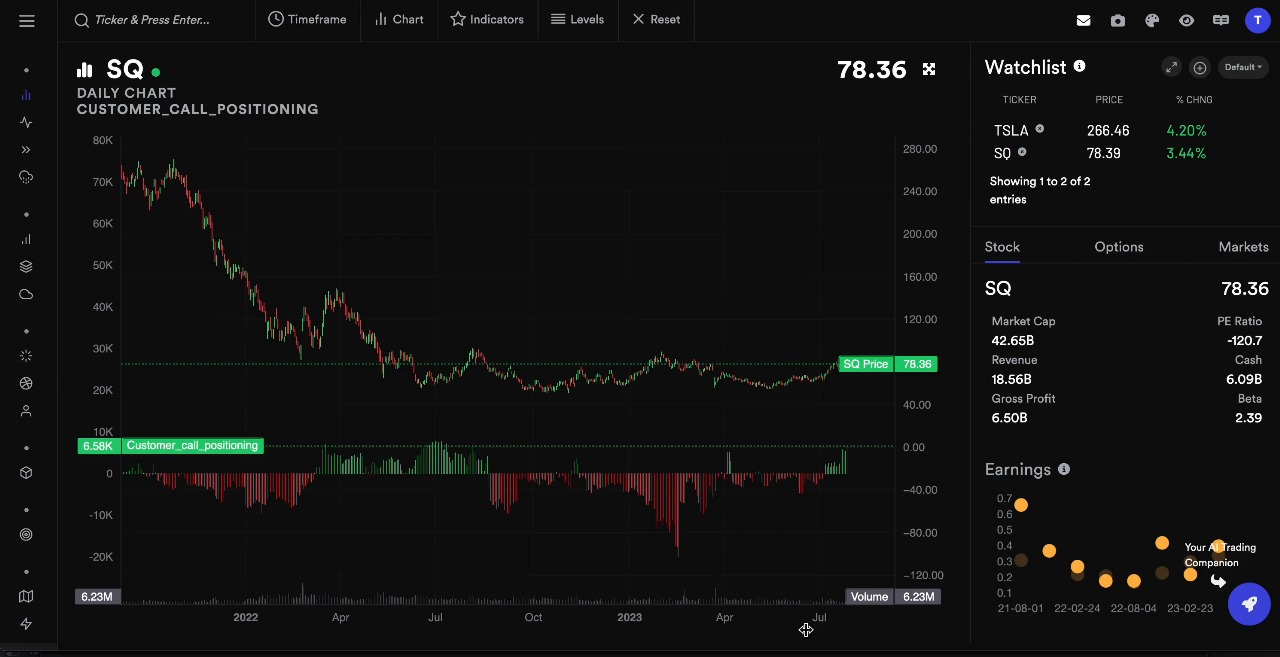 Ticker & Press Enter...
Timeframe
Chart
Indicators
Levels
Reset
T
SQ
78.36
DAILY CHART
CUSTOMER_CALL_POSITIONING
80K
70K
60K
50K
40K
30K
20K
10K
0
-10K
-20K
280.00
240.00
200.00
160.00
120.00
40.00
0.00
-40.00
-80.00
-120.00
SQ Price 78.36
6.58K Customer_call_positioning
6.23M
Volume 6.23M
2022 Apr Jul Oct 2023 Apr Jul
Watchlist
Default
TICKER PRICE % CHNG
TSLA 266.46 4.20%
SQ 78.39 3.44%
Showing 1 to 2 of 2
entries
Stock Options Markets
SQ 78.36
Market Cap PE Ratio
42.65B -120.7
Revenue Cash
18.56B 6.09B
Gross Profit Beta
6.50B 2.39
Earnings
0.7
0.6
0.5
0.4
0.3
0.2
0.1
21-08-01 22-02-24 22-08-04 23-02-23
Your AI Trading
Companion